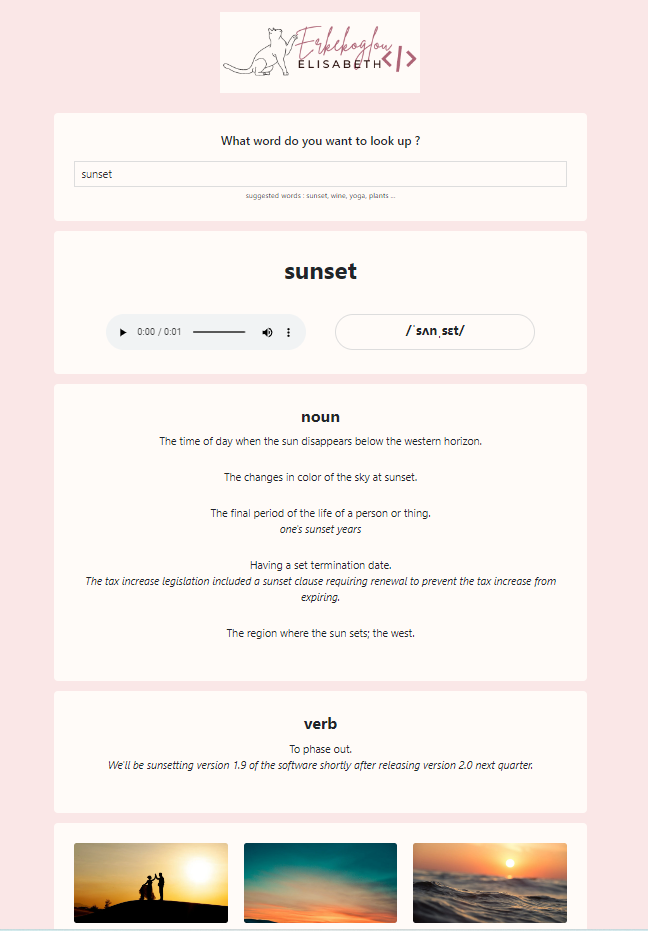 Erkekoglou
ELISABETH </>
What word do you want to look up ?
sunset
suggested words : sunset, wine, yoga, plants ...
sunset
0:00 / 0:01
/ˈsʌnˌsɛt/
noun
The time of day when the sun disappears below the western horizon.
The changes in color of the sky at sunset.
The final period of the life of a person or thing.
one's sunset years
Having a set termination date.
The tax increase legislation included a sunset clause requiring renewal to prevent the tax increase from
expiring.
The region where the sun sets; the west.
verb
To phase out.
We'll be sunsetting version 1.9 of the software shortly after releasing version 2.0 next quarter.